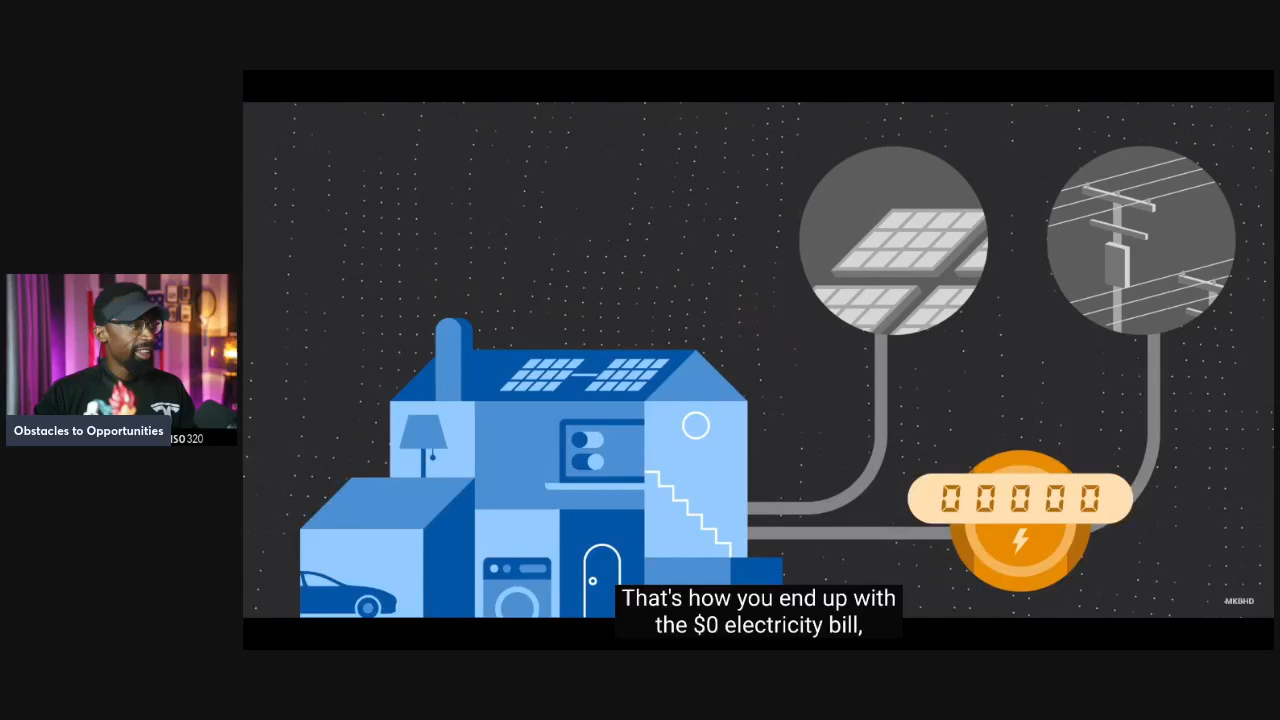 00000
MKBHD
Obstacles to Opportunities
ISO 320
That's how you end up with
the $0 electricity bill,